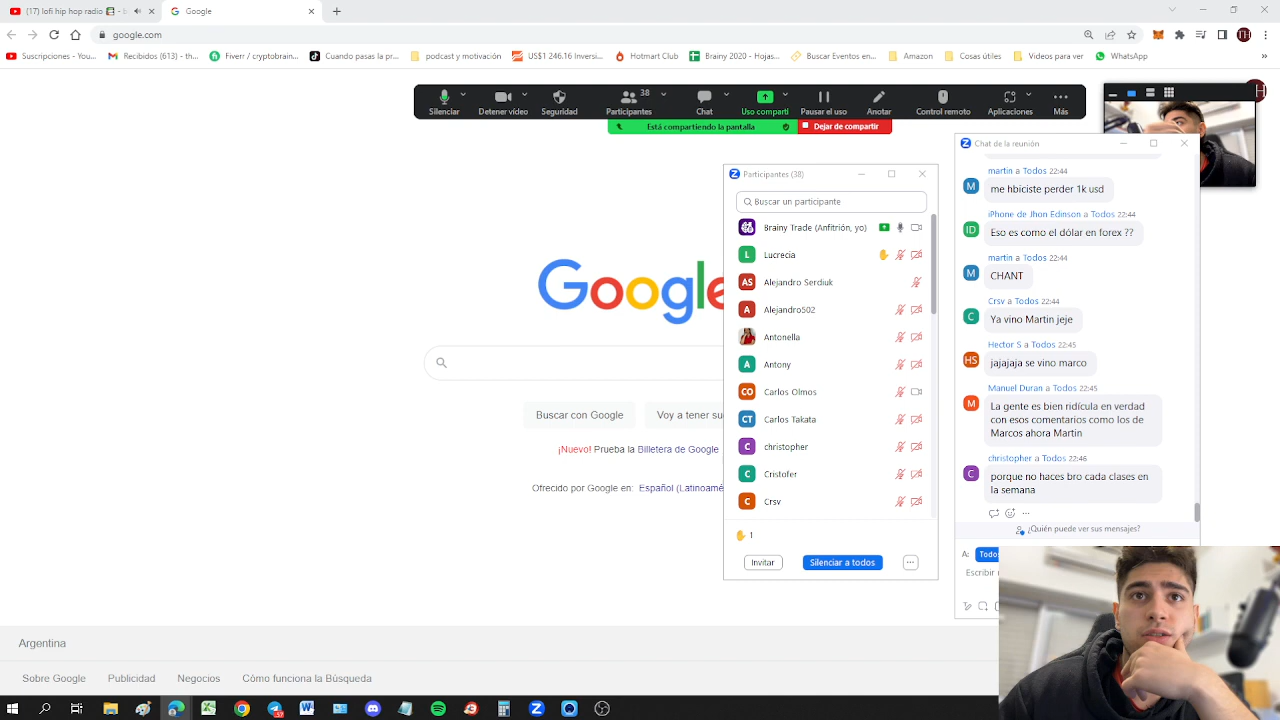 (17) lofi hip hop radio
Google
google.com
Suscripciones - You...
Recibidos (613) - th...
Fiverr / cryptobrain...
Cuando pasas la pr...
podcast y motivación
US$1 246.16 Inversi...
Hotmart Club
Brainy 2020 - Hojas...
Buscar Eventos en...
Amazon
Cosas útiles
Videos para ver
WhatsApp
»
38
Silenciar
Detener vídeo
Seguridad
Participantes
Chat
Uso comparti
Pausar el uso
Anotar
Control remoto
Aplicaciones
Más
Está compartiendo la pantalla
Dejar de compartir
Participantes (38)
Buscar un participante
Brainy Trade (Anfitrión, yo)
L Lucrecia
AS Alejandro Serdiuk
A Alejandro502
Antonella
A Antony
CO Carlos Olmos
CT Carlos Takata
C christopher
C Cristofer
C Crsv
1
Invitar
Silenciar a todos
...
Chat de la reunión
martin a Todos 22:44
M me hbiciste perder 1k usd
iPhone de Jhon Edinson a Todos 22:44
ID Eso es como el dólar en forex ??
martin a Todos 22:44
M CHANT
Crsv a Todos 22:44
C Ya vino Martin jeje
Hector S a Todos 22:45
HS jajajaja se vino marco
Manuel Duran a Todos 22:45
M La gente es bien ridícula en verdad
con esos comentarios como los de
Marcos ahora Martin
christopher a Todos 22:46
C porque no haces bro cada clases en
la semana
¿Quién puede ver sus mensajes?
A: Todos
Escribir
Google
Buscar con Google
Voy a tener
¡Nuevo! Prueba la Billetera de Google
Ofrecido por Google en: Español
Argentina
Sobre Google
Publicidad
Negocios
Cómo funciona la Búsqueda